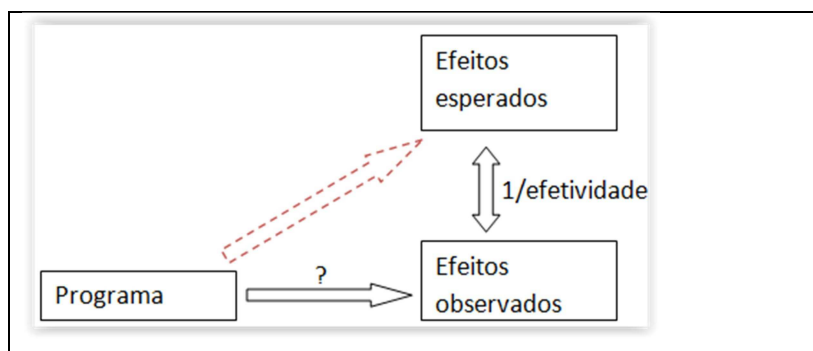 Efeitos
esperados
1/efetividade
?
Programa
Efeitos
observados